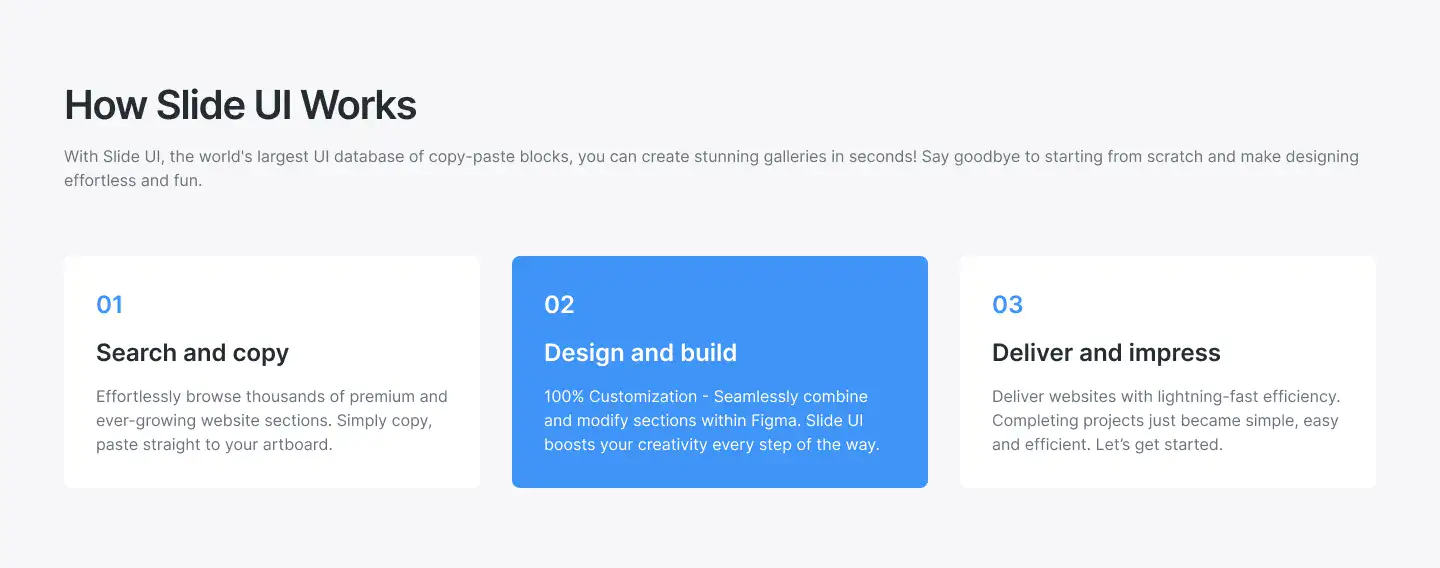 How Slide UI Works
With Slide UI, the world's largest UI database of copy-paste blocks, you can create stunning galleries in seconds! Say goodbye to starting from scratch and make designing
effortless and fun.
01
Search and copy
Effortlessly browse thousands of premium and
ever-growing website sections. Simply copy,
paste straight to your artboard.
02
Design and build
100% Customization - Seamlessly combine
and modify sections within Figma. Slide UI
boosts your creativity every step of the way.
03
Deliver and impress
Deliver websites with lightning-fast efficiency.
Completing projects just became simple, easy
and efficient. Let’s get started.